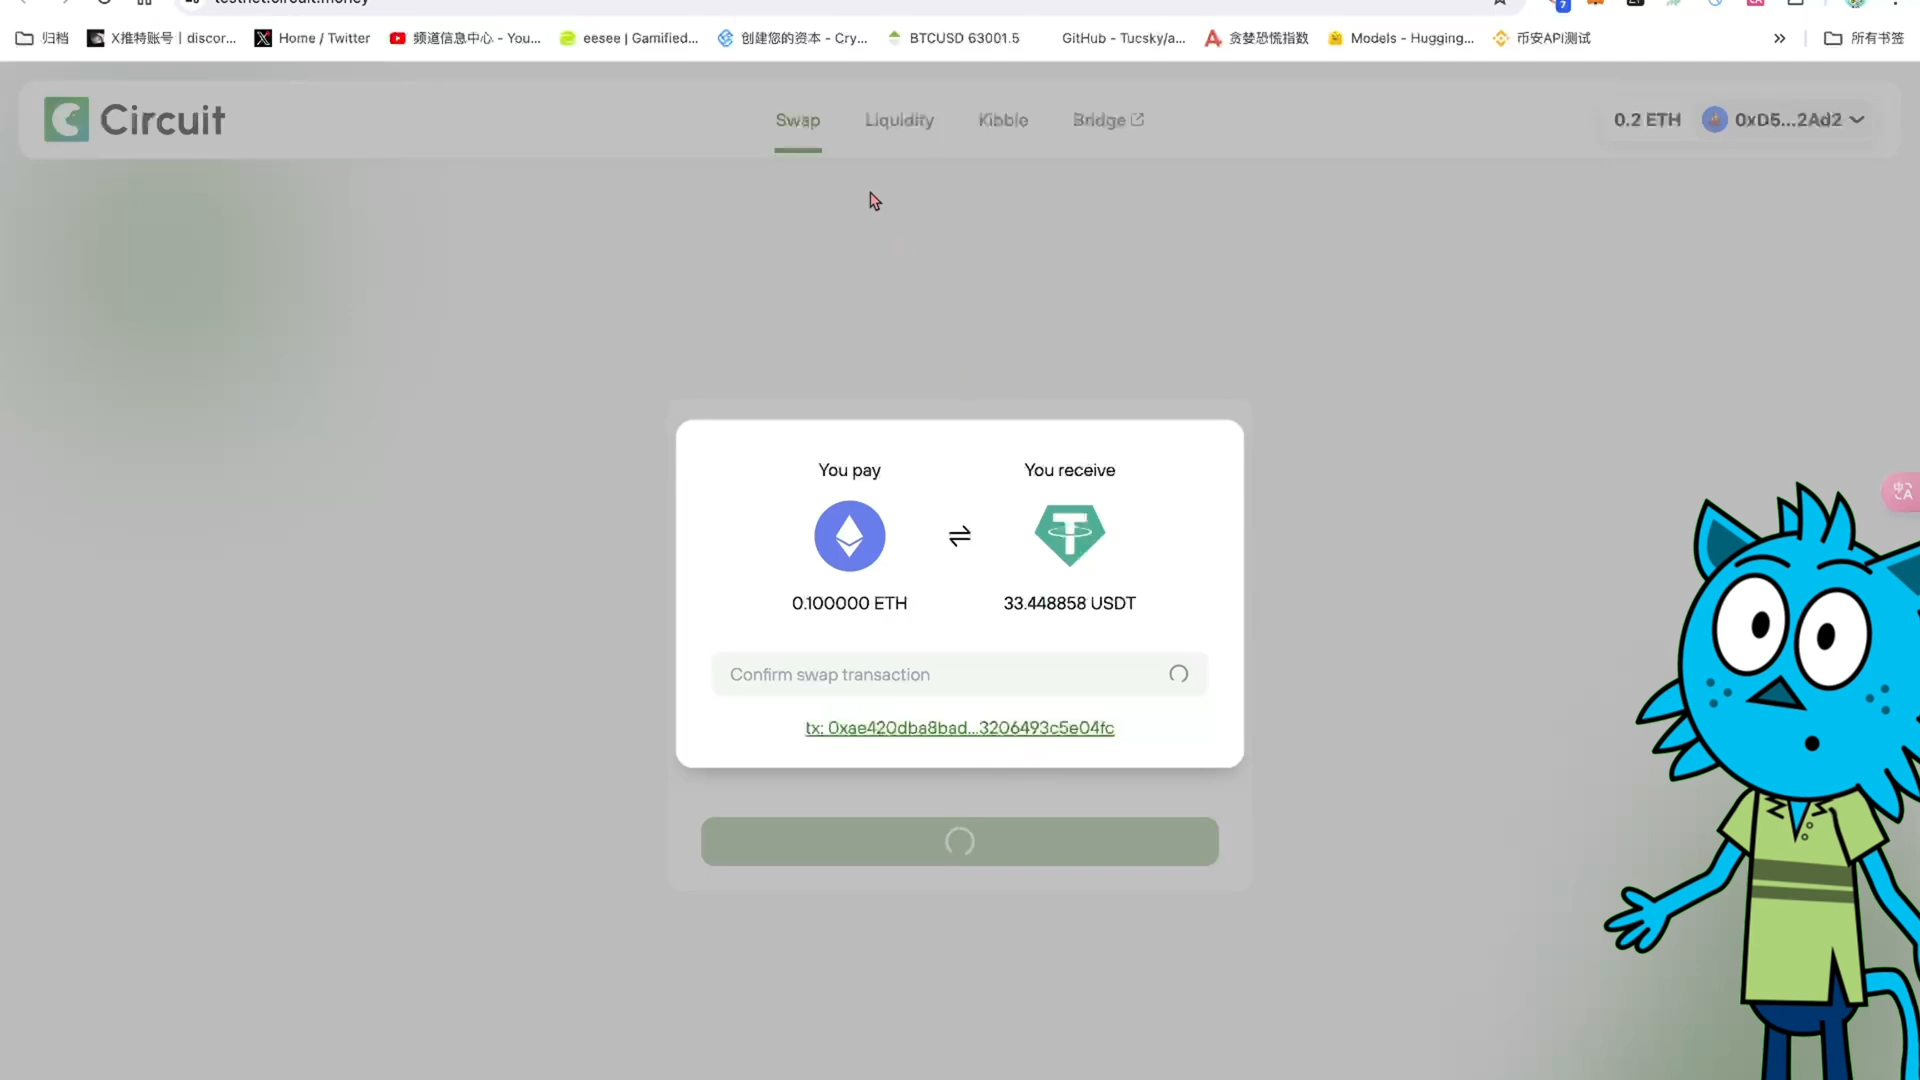 testnet.circuit.money
归档
X推特账号 | discor...
Home / Twitter
频道信息中心 - You...
eesee | Gamified...
创建您的资本 - Cry...
BTCUSD 63001.5
GitHub - Tucsky/a...
贪婪恐慌指数
Models - Hugging...
币安API测试
所有书签
Circuit
Swap
Liquidity
Kibble
Bridge
0.2 ETH
0xD5...2Ad2
You pay
You receive
0.100000 ETH
33.448858 USDT
Confirm swap transaction
tx: 0xae420dba8bad...3206493c5e04fc